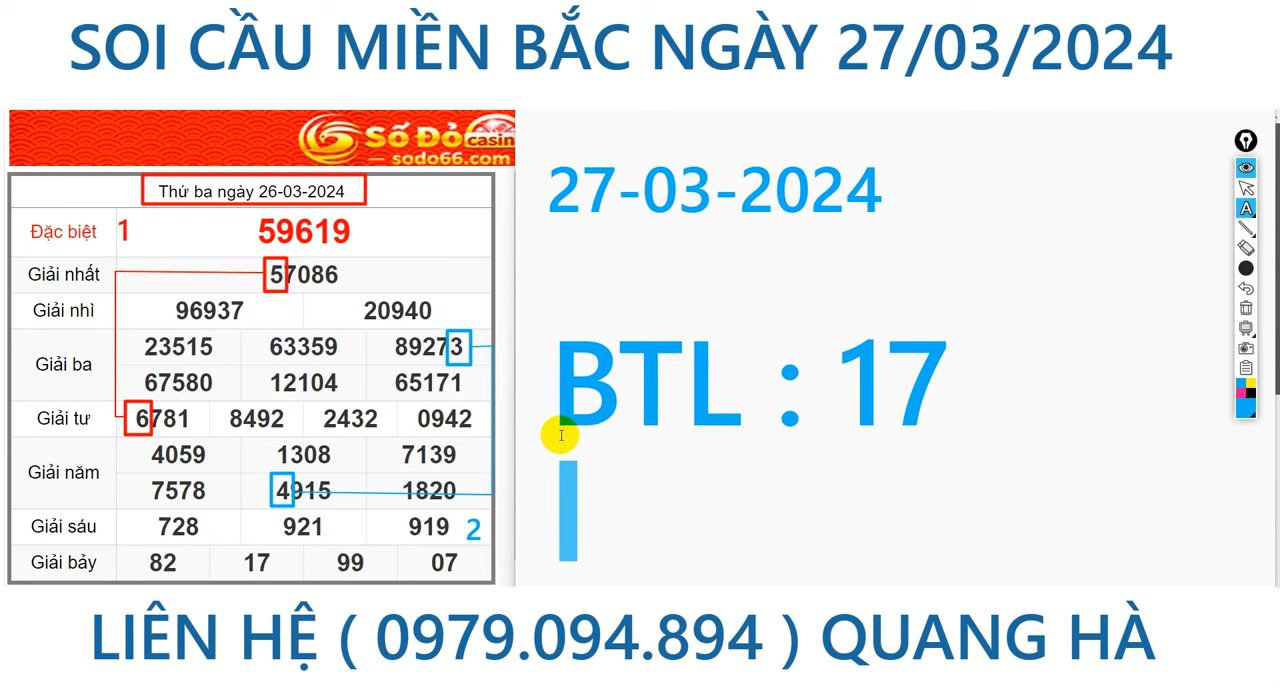 SOI CẦU MIỀN BẮC NGÀY 27/03/2024
Số Đỏ casin
sodo66.com
Thứ ba ngày 26-03-2024
Đặc biệt 1 59619
Giải nhất 57086
Giải nhì 96937 20940
Giải ba 23515 63359 89273
67580 12104 65171
Giải tư 6781 8492 2432 0942
Giải năm 4059 1308 7139
7578 4915 1820
Giải sáu 728 921 919 2
Giải bảy 82 17 99 07
27-03-2024
BTL : 17
A
LIÊN HỆ ( 0979.094.894 ) QUANG HÀ